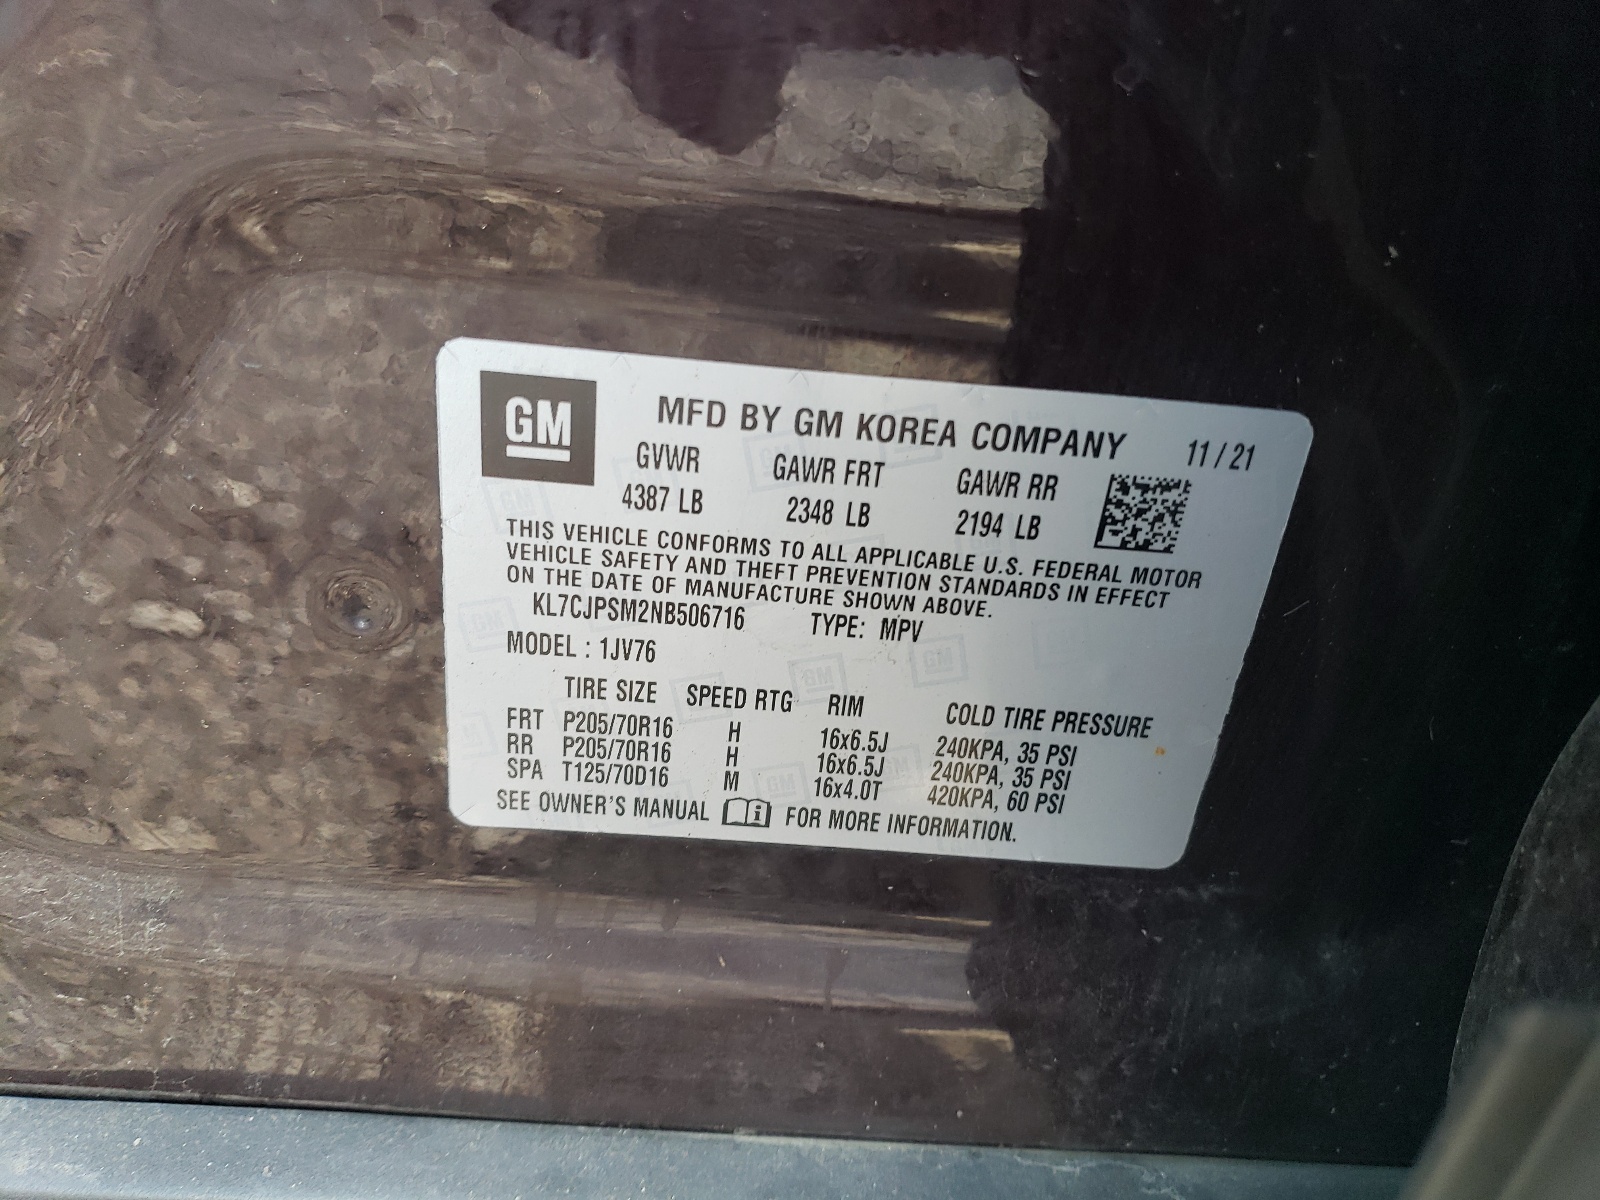 GM
MFD BY GM KOREA COMPANY 11/21
GVWR GAWR FRT GAWR RR
4387 LB 2348 LB 2194 LB
THIS VEHICLE CONFORMS TO ALL APPLICABLE U.S. FEDERAL MOTOR
VEHICLE SAFETY AND THEFT PREVENTION STANDARDS IN EFFECT
ON THE DATE OF MANUFACTURE SHOWN ABOVE.
KL7CJPSM2NB506716 TYPE: MPV
MODEL : 1JV76
TIRE SIZE SPEED RTG RIM COLD TIRE PRESSURE
FRT P205/70R16 H 16x6.5J 240KPA, 35 PSI
RR P205/70R16 H 16x6.5J 240KPA, 35 PSI
SPA T125/70D16 M 16x4.0T 420KPA, 60 PSI
SEE OWNER'S MANUAL FOR MORE INFORMATION.